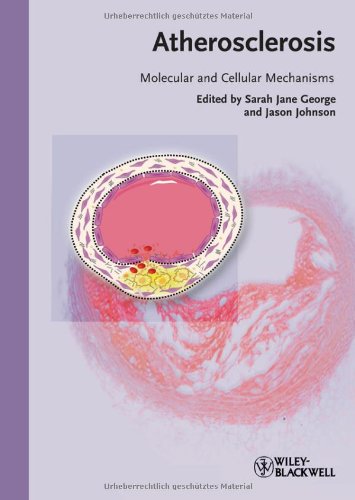 Urheberrechtlich geschütztes Material
Atherosclerosis
Molecular and Cellular Mechanisms
Edited by Sarah Jane George
and Jason Johnson
WILEY-
BLACKWELL
Urheberrechtlich geschütztes Material